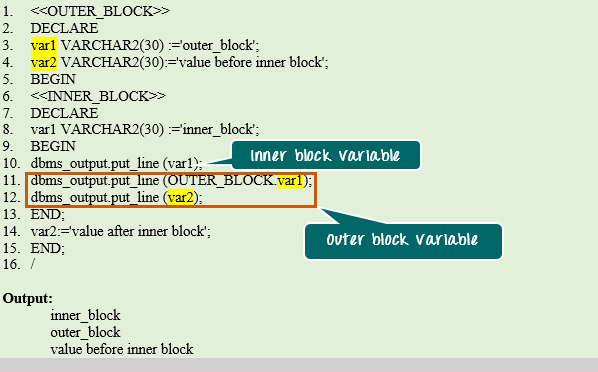 1. <<OUTER_BLOCK>>
2. DECLARE
3. var1 VARCHAR2(30) :='outer_block';
4. var2 VARCHAR2(30):='value before inner block';
5. BEGIN
6. <<INNER_BLOCK>>
7. DECLARE
8. var1 VARCHAR2(30) :='inner_block';
9. BEGIN
10. dbms_output.put_line (var1);
Inner block Variable
11. dbms_output.put_line (OUTER_BLOCK.var1);
12. dbms_output.put_line (var2);
13. END;
14. var2:='value after inner block';
Outer block Variable
15. END;
16. /
Output:
inner_block
outer_block
value before inner block